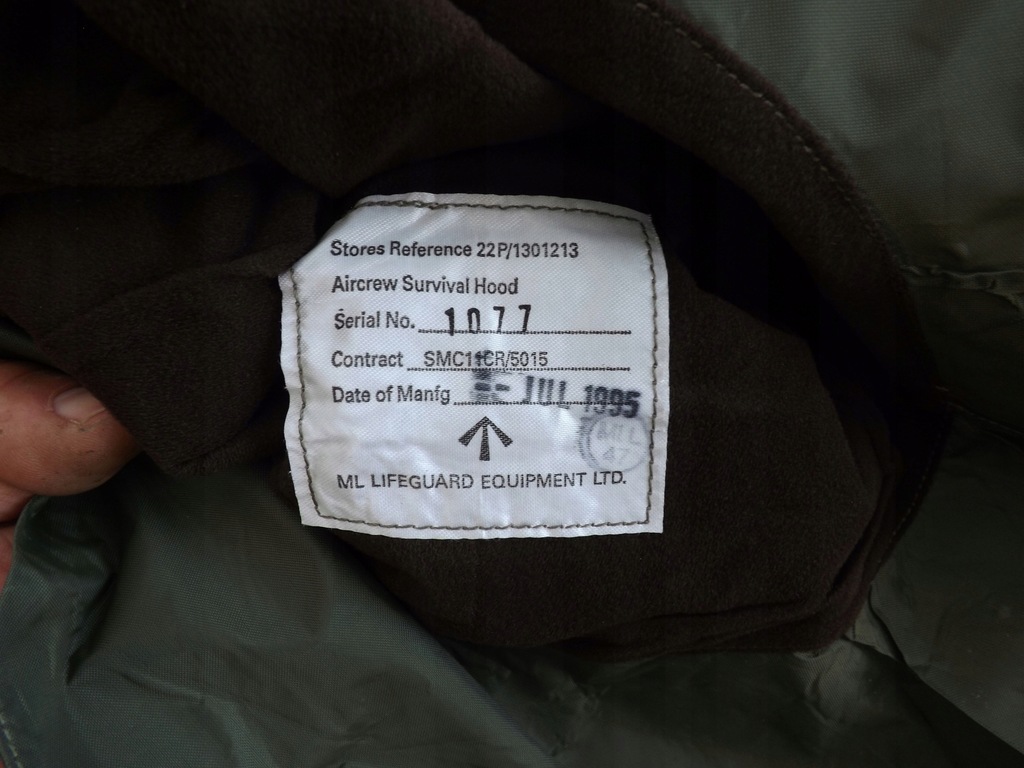 Stores Reference 22P/1301213
Aircrew Survival Hood
Serial No. 1077
Contract SMC11CR/5015
Date of Manfg JUL 1995
ML LIFEGUARD EQUIPMENT LTD.